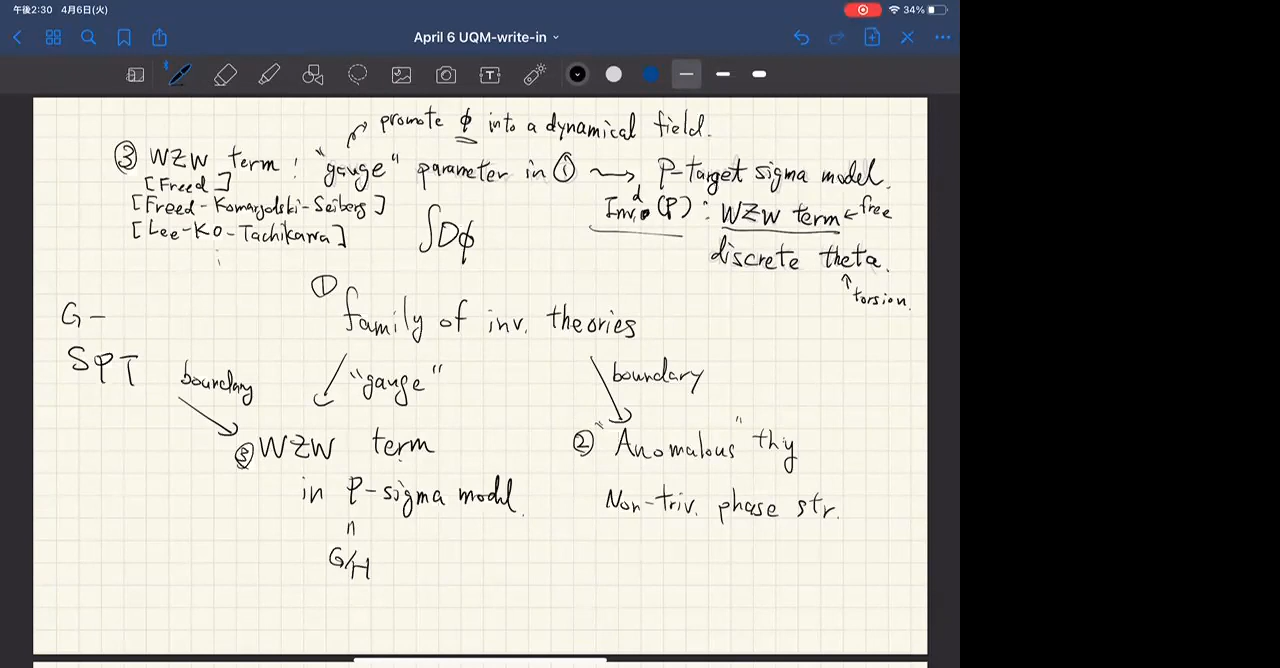 午後2:30 4月6日(火)
34%
April 6 UQM-write-in
promote ϕ into a dynamical field.
③ WZW term : "gauge" parameter in ① ⇝ P-target sigma model.
[Freed]
[Freed-Komargodski-Seiberg]
[Lee-KO-Tachikawa]
⋮
∫Dϕ
Inv^d (P) : WZW term ← free
discrete theta.
↑ torsion.
①
family of inv. theories
G-
SPT
boundary
"gauge"
boundary
③ WZW term
in P-sigma model.
G/H
② "Anomalous" thy
Non-triv. phase str.